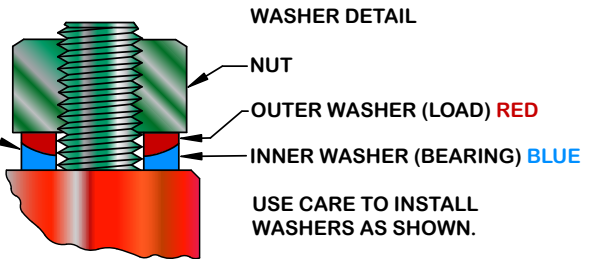 WASHER DETAIL
NUT
OUTER WASHER (LOAD) RED
INNER WASHER (BEARING) BLUE
USE CARE TO INSTALL
WASHERS AS SHOWN.